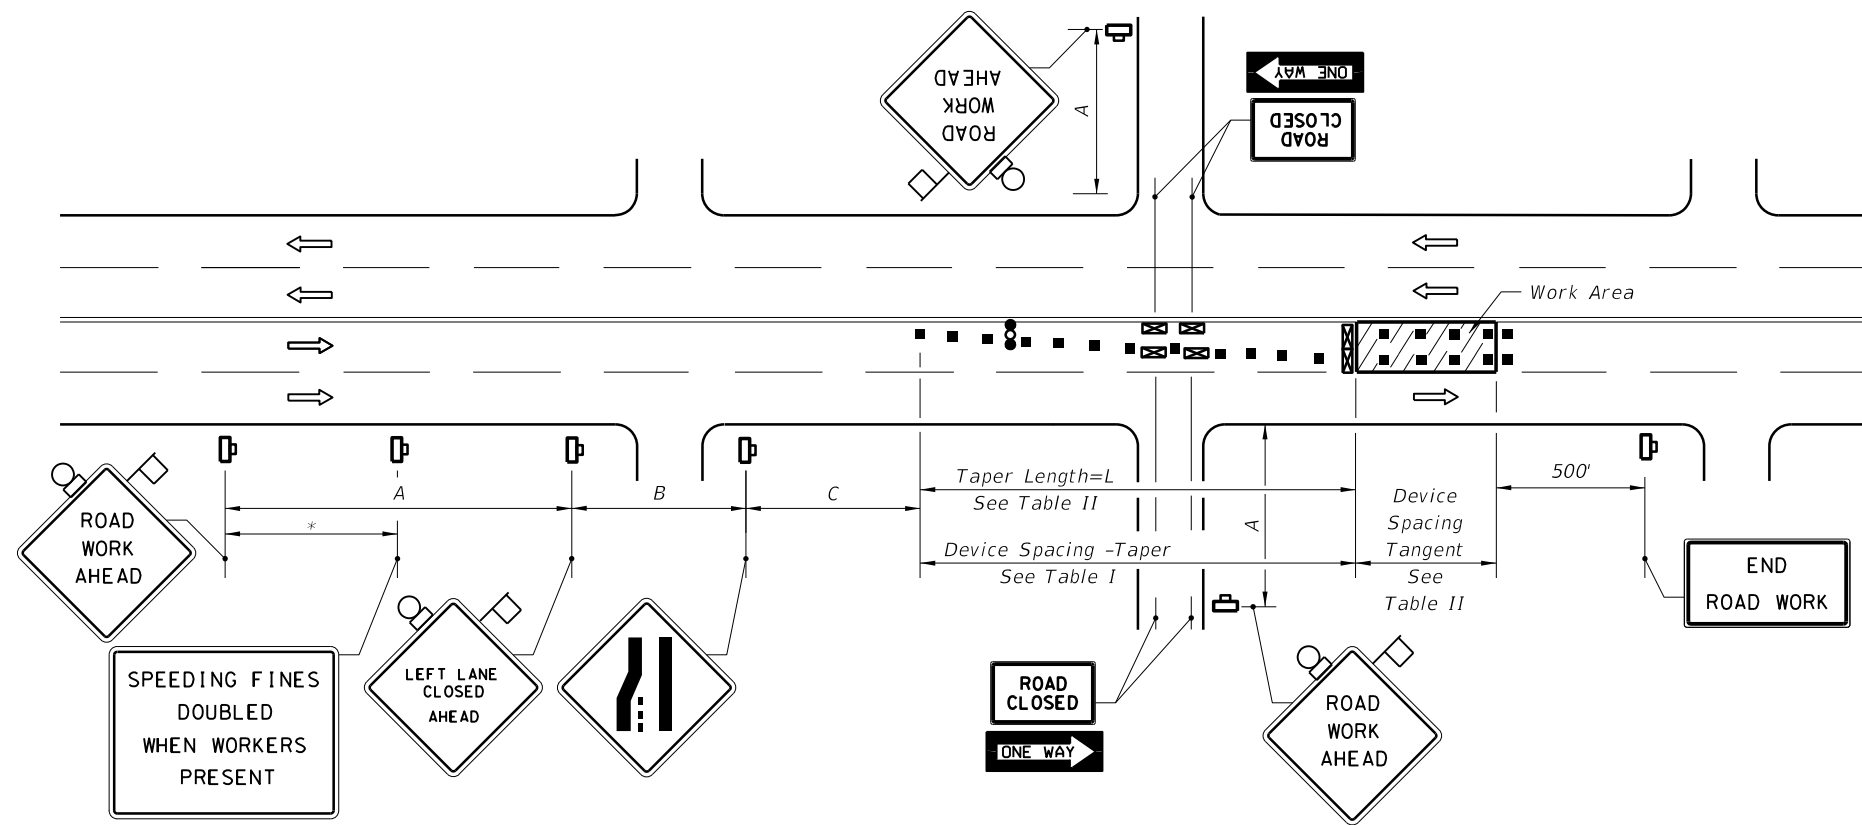 ROAD
WORK
AHEAD
A
ONE WAY
ROAD
CLOSED
Work Area
A
B
C
*
Taper Length=L
See Table II
Device Spacing -Taper
See Table I
A
Device
Spacing
Tangent
See
Table II
500'
ROAD
WORK
AHEAD
SPEEDING FINES
DOUBLED
WHEN WORKERS
PRESENT
LEFT LANE
CLOSED
AHEAD
ROAD
CLOSED
ONE WAY
ROAD
WORK
AHEAD
END
ROAD WORK